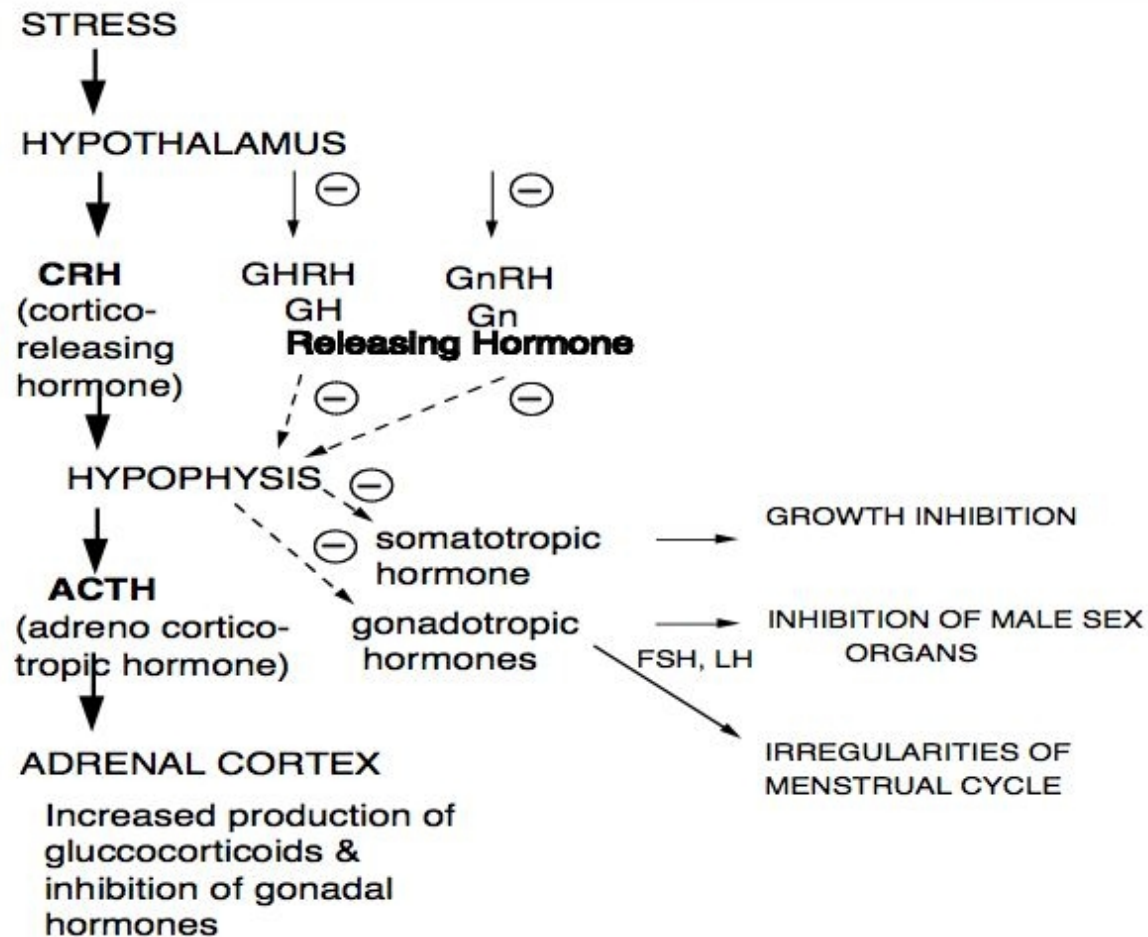 STRESS
HYPOTHALAMUS
CRH
(cortico-
releasing
hormone)
GHRH
GH
GnRH
Gn
Releasing Hormone
HYPOPHYSIS
somatotropic
hormone
GROWTH INHIBITION
ACTH
(adreno cortico-
tropic hormone)
gonadotropic
hormones
FSH, LH
INHIBITION OF MALE SEX
ORGANS
IRREGULARITIES OF
MENSTRUAL CYCLE
ADRENAL CORTEX
Increased production of
gluccocorticoids &
inhibition of gonadal
hormones